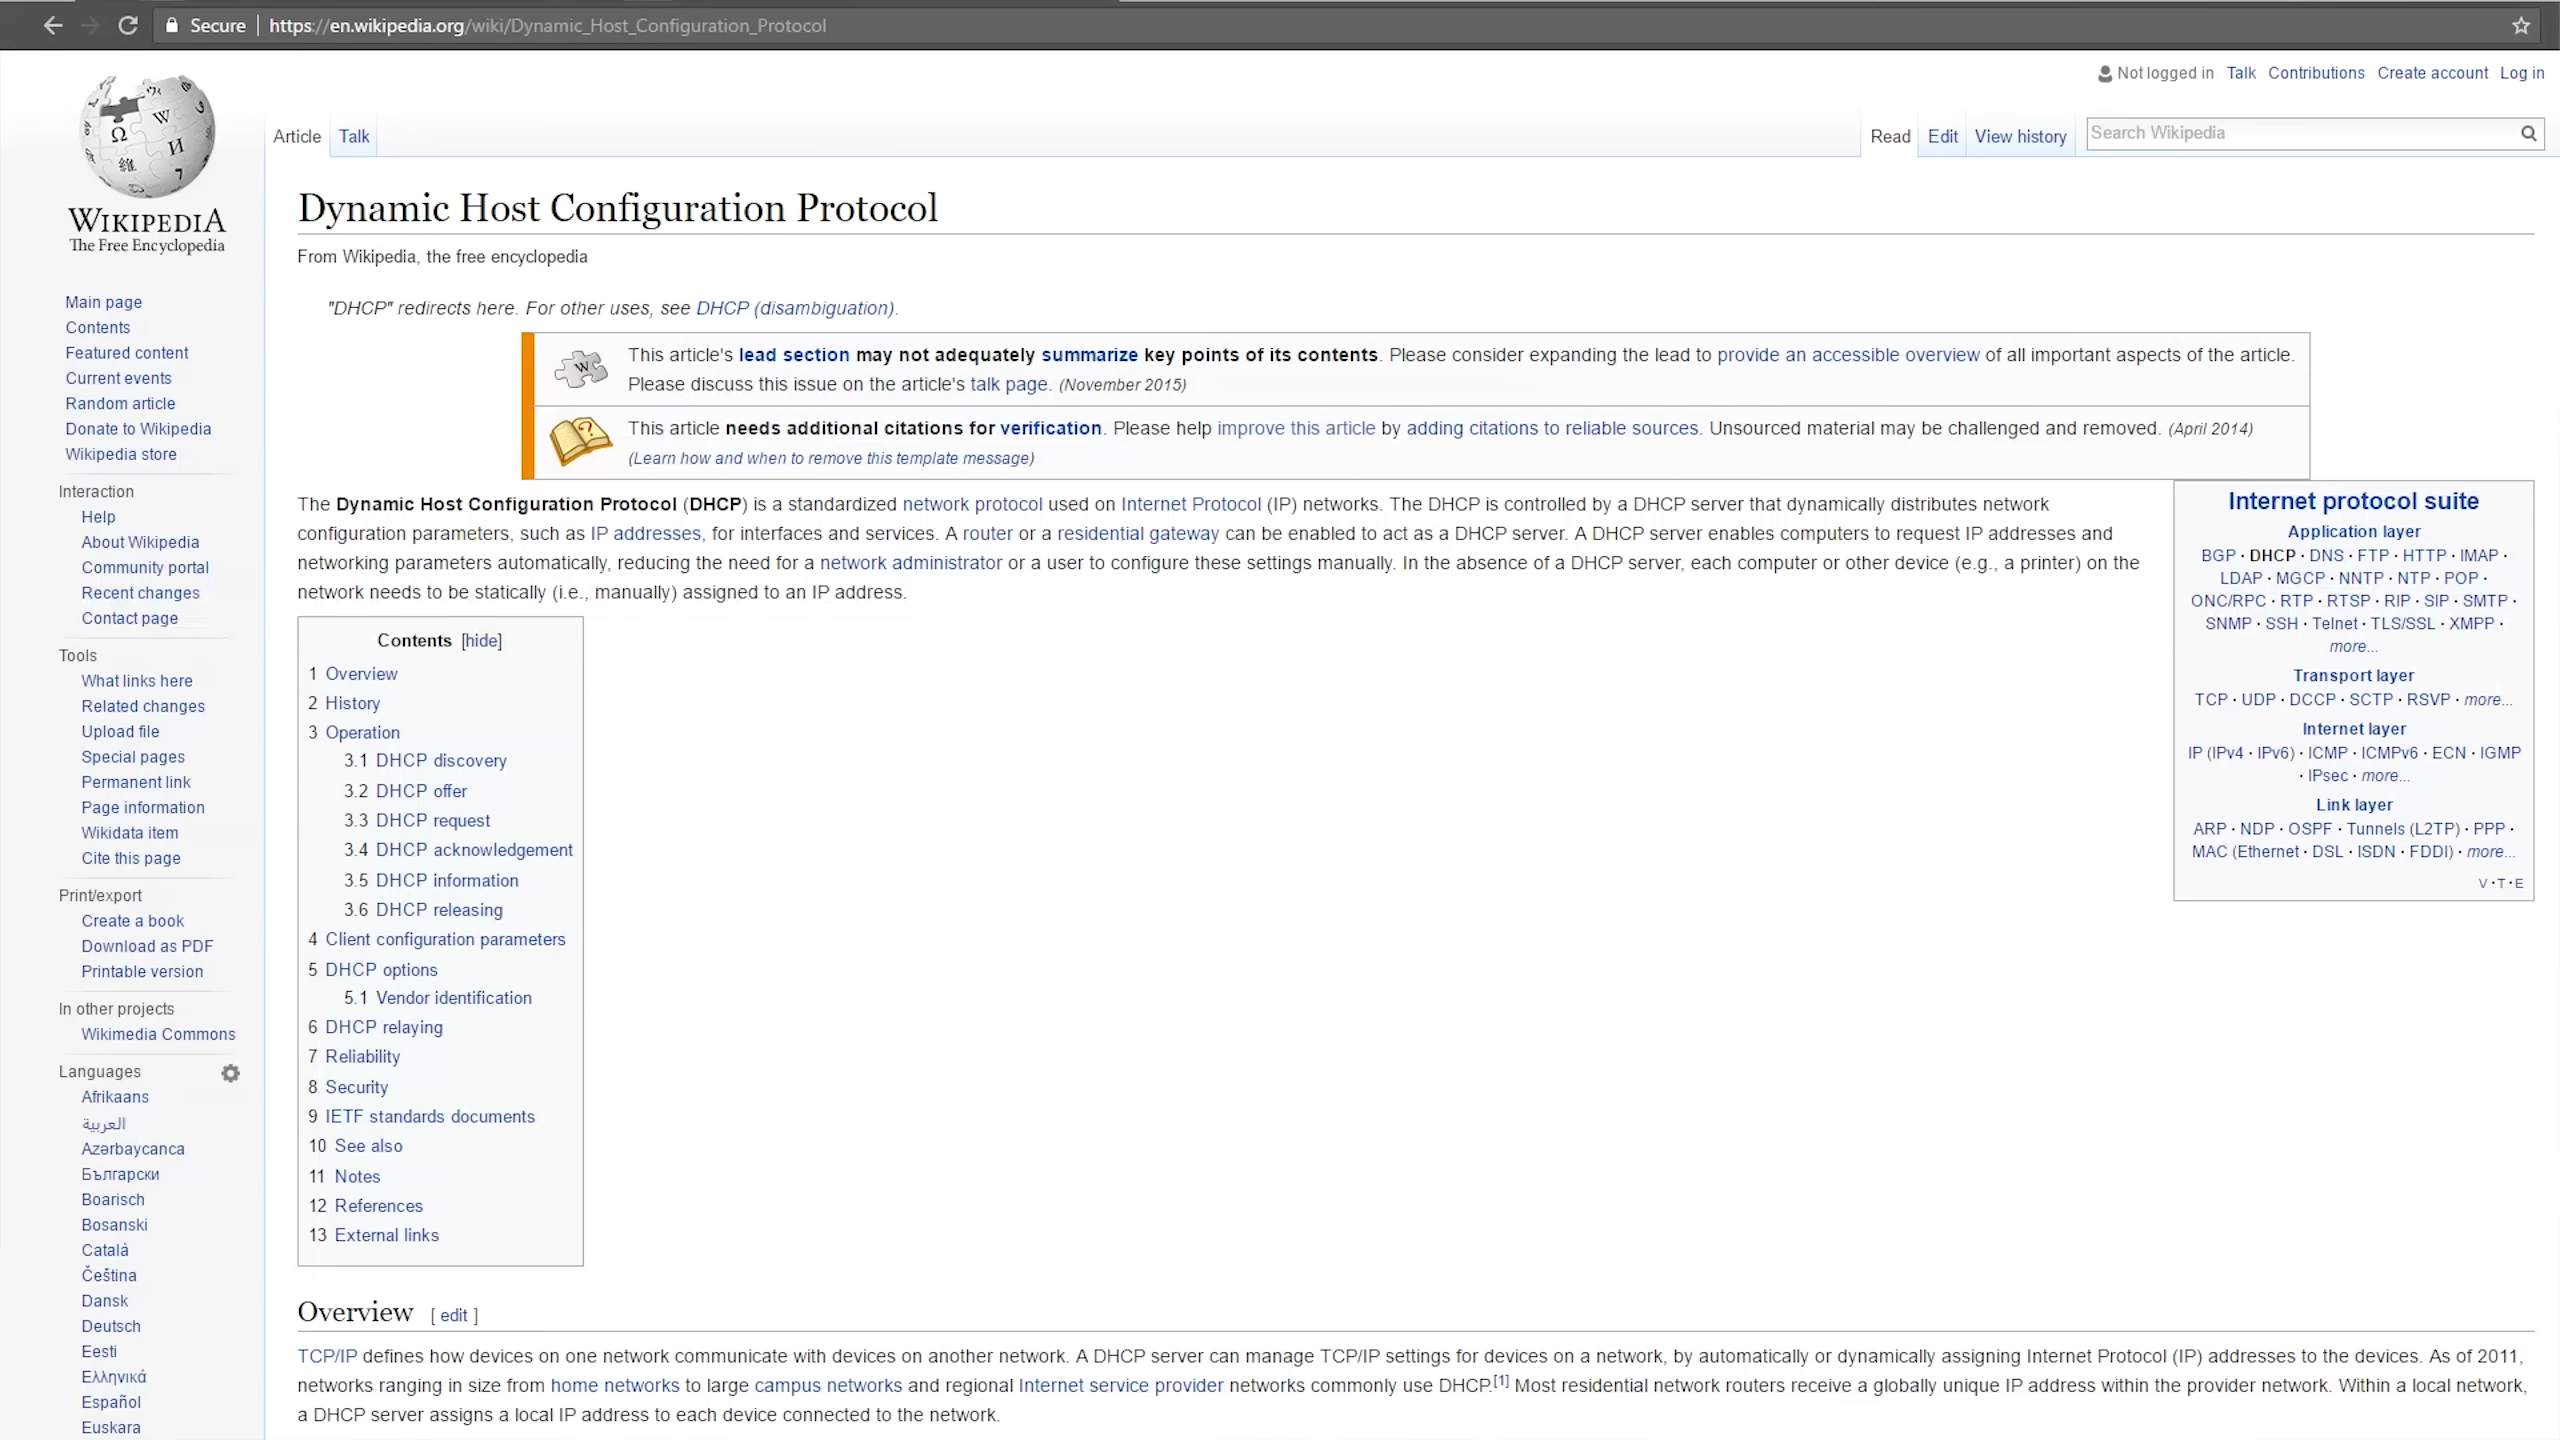 Secure https://en.wikipedia.org/wiki/Dynamic_Host_Configuration_Protocol
Not logged in Talk Contributions Create account Log in
Article Talk
Read Edit View history Search Wikipedia
WIKIPEDIA
The Free Encyclopedia
Main page
Contents
Featured content
Current events
Random article
Donate to Wikipedia
Wikipedia store
Interaction
Help
About Wikipedia
Community portal
Recent changes
Contact page
Tools
What links here
Related changes
Upload file
Special pages
Permanent link
Page information
Wikidata item
Cite this page
Print/export
Create a book
Download as PDF
Printable version
In other projects
Wikimedia Commons
Languages
Afrikaans
العربية
Azərbaycanca
Български
Boarisch
Bosanski
Català
Čeština
Dansk
Deutsch
Eesti
Ελληνικά
Español
Euskara
Dynamic Host Configuration Protocol
From Wikipedia, the free encyclopedia
"DHCP" redirects here. For other uses, see DHCP (disambiguation).
This article's lead section may not adequately summarize key points of its contents. Please consider expanding the lead to provide an accessible overview of all important aspects of the article.
Please discuss this issue on the article's talk page. (November 2015)
This article needs additional citations for verification. Please help improve this article by adding citations to reliable sources. Unsourced material may be challenged and removed. (April 2014)
(Learn how and when to remove this template message)
The Dynamic Host Configuration Protocol (DHCP) is a standardized network protocol used on Internet Protocol (IP) networks. The DHCP is controlled by a DHCP server that dynamically distributes network
configuration parameters, such as IP addresses, for interfaces and services. A router or a residential gateway can be enabled to act as a DHCP server. A DHCP server enables computers to request IP addresses and
networking parameters automatically, reducing the need for a network administrator or a user to configure these settings manually. In the absence of a DHCP server, each computer or other device (e.g., a printer) on the
network needs to be statically (i.e., manually) assigned to an IP address.
Internet protocol suite
Application layer
BGP · DHCP · DNS · FTP · HTTP · IMAP ·
LDAP · MGCP · NNTP · NTP · POP ·
ONC/RPC · RTP · RTSP · RIP · SIP · SMTP ·
SNMP · SSH · Telnet · TLS/SSL · XMPP ·
more...
Transport layer
TCP · UDP · DCCP · SCTP · RSVP · more...
Internet layer
IP (IPv4 · IPv6) · ICMP · ICMPv6 · ECN · IGMP
· IPsec · more...
Link layer
ARP · NDP · OSPF · Tunnels (L2TP) · PPP ·
MAC (Ethernet · DSL · ISDN · FDDI) · more...
V · T · E
Contents [hide]
1 Overview
2 History
3 Operation
3.1 DHCP discovery
3.2 DHCP offer
3.3 DHCP request
3.4 DHCP acknowledgement
3.5 DHCP information
3.6 DHCP releasing
4 Client configuration parameters
5 DHCP options
5.1 Vendor identification
6 DHCP relaying
7 Reliability
8 Security
9 IETF standards documents
10 See also
11 Notes
12 References
13 External links
Overview [ edit ]
TCP/IP defines how devices on one network communicate with devices on another network. A DHCP server can manage TCP/IP settings for devices on a network, by automatically or dynamically assigning Internet Protocol (IP) addresses to the devices. As of 2011,
networks ranging in size from home networks to large campus networks and regional Internet service provider networks commonly use DHCP.[1] Most residential network routers receive a globally unique IP address within the provider network. Within a local network,
a DHCP server assigns a local IP address to each device connected to the network.